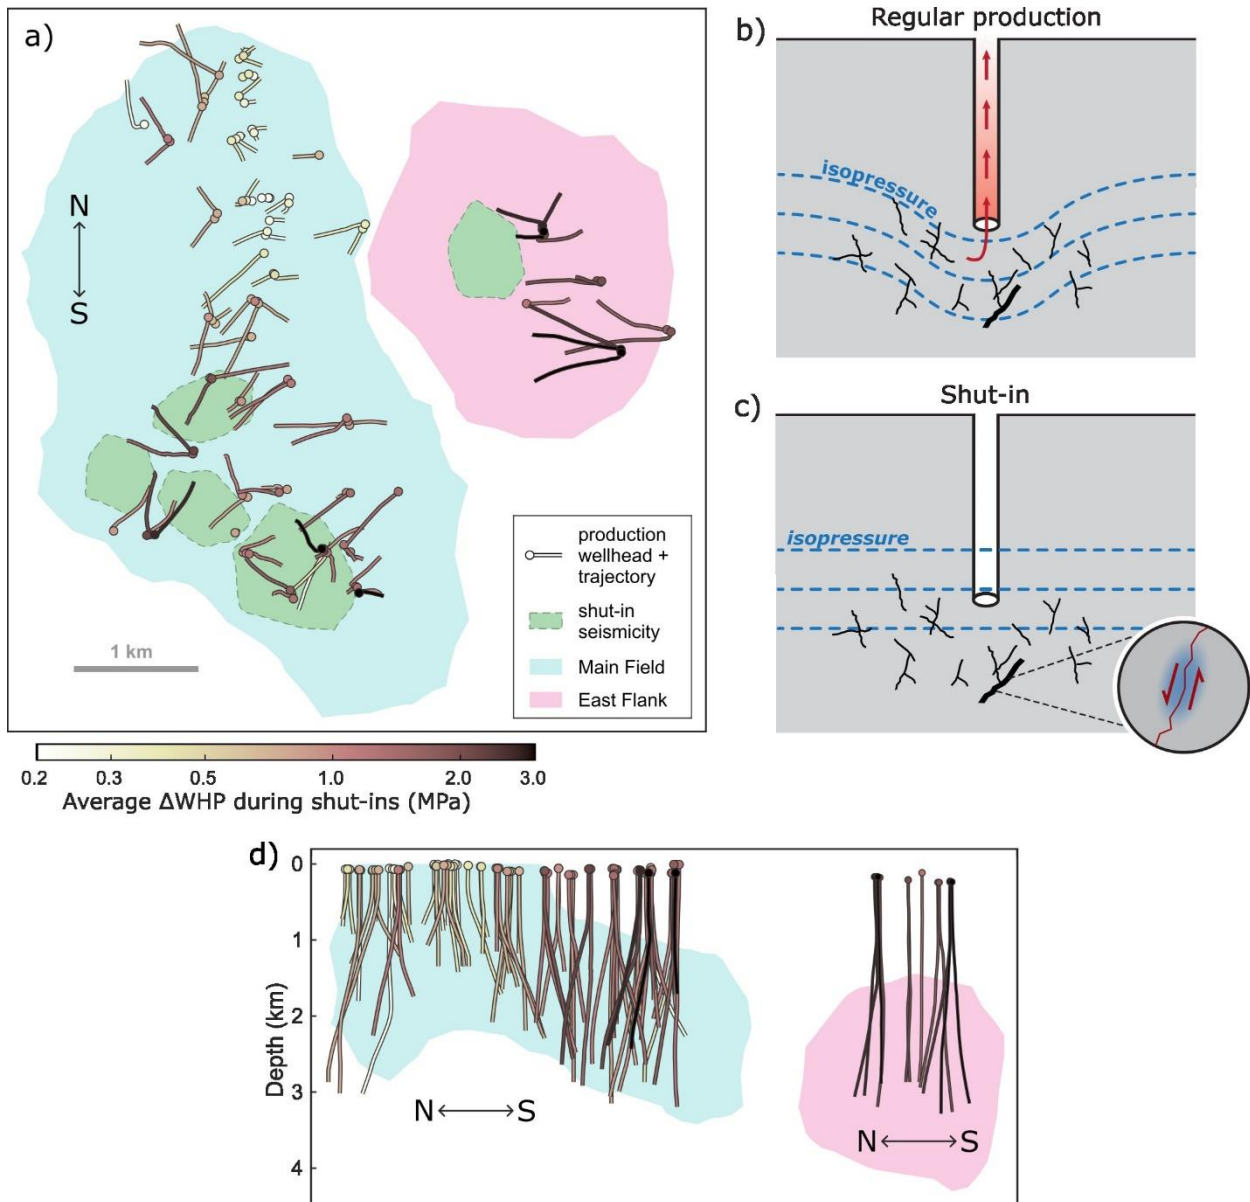 a)
N
S
1 km
production
wellhead +
trajectory
shut-in
seismicity
Main Field
East Flank
0.2 0.3 0.5 1.0 2.0 3.0
Average ΔWHP during shut-ins (MPa)
b)
Regular production
isopressure
c)
Shut-in
isopressure
d)
0
1
2
3
4
Depth (km)
N S
N S